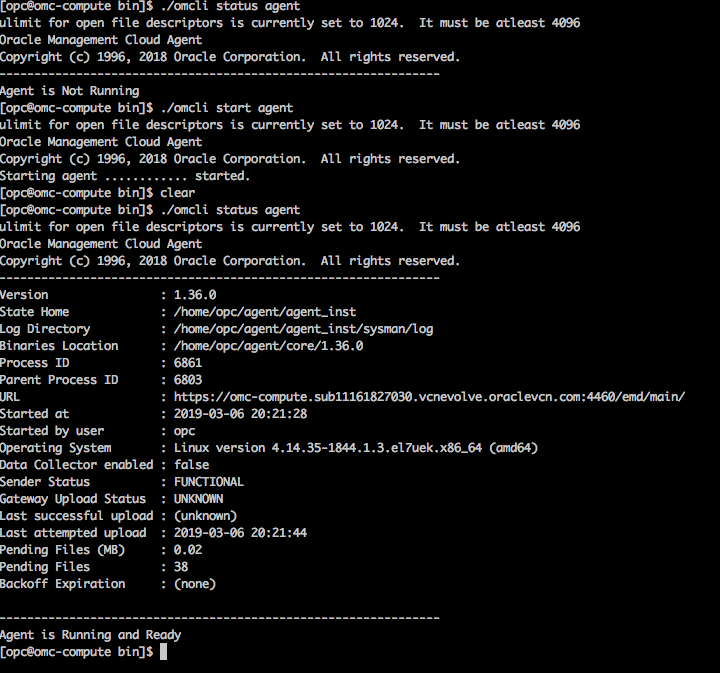 [opc@omc-compute bin]$ ./omcli status agent
ulimit for open file descriptors is currently set to 1024.  It must be atleast 4096
Oracle Management Cloud Agent
Copyright (c) 1996, 2018 Oracle Corporation.  All rights reserved.
---------------------------------------------------------------
Agent is Not Running
[opc@omc-compute bin]$ ./omcli start agent
ulimit for open file descriptors is currently set to 1024.  It must be atleast 4096
Oracle Management Cloud Agent
Copyright (c) 1996, 2018 Oracle Corporation.  All rights reserved.
Starting agent ............ started.
[opc@omc-compute bin]$ clear
[opc@omc-compute bin]$ ./omcli status agent
ulimit for open file descriptors is currently set to 1024.  It must be atleast 4096
Oracle Management Cloud Agent
Copyright (c) 1996, 2018 Oracle Corporation.  All rights reserved.
---------------------------------------------------------------
Version                : 1.36.0
State Home             : /home/opc/agent/agent_inst
Log Directory          : /home/opc/agent/agent_inst/sysman/log
Binaries Location      : /home/opc/agent/core/1.36.0
Process ID             : 6861
Parent Process ID      : 6803
URL                    : https://omc-compute.sub11161827030.vcnevolve.oraclevcn.com:4460/emd/main/
Started at             : 2019-03-06 20:21:28
Started by user        : opc
Operating System       : Linux version 4.14.35-1844.1.3.el7uek.x86_64 (amd64)
Data Collector enabled : false
Sender Status          : FUNCTIONAL
Gateway Upload Status  : UNKNOWN
Last successful upload : (unknown)
Last attempted upload  : 2019-03-06 20:21:44
Pending Files (MB)     : 0.02
Pending Files          : 38
Backoff Expiration     : (none)
---------------------------------------------------------------
Agent is Running and Ready
[opc@omc-compute bin]$